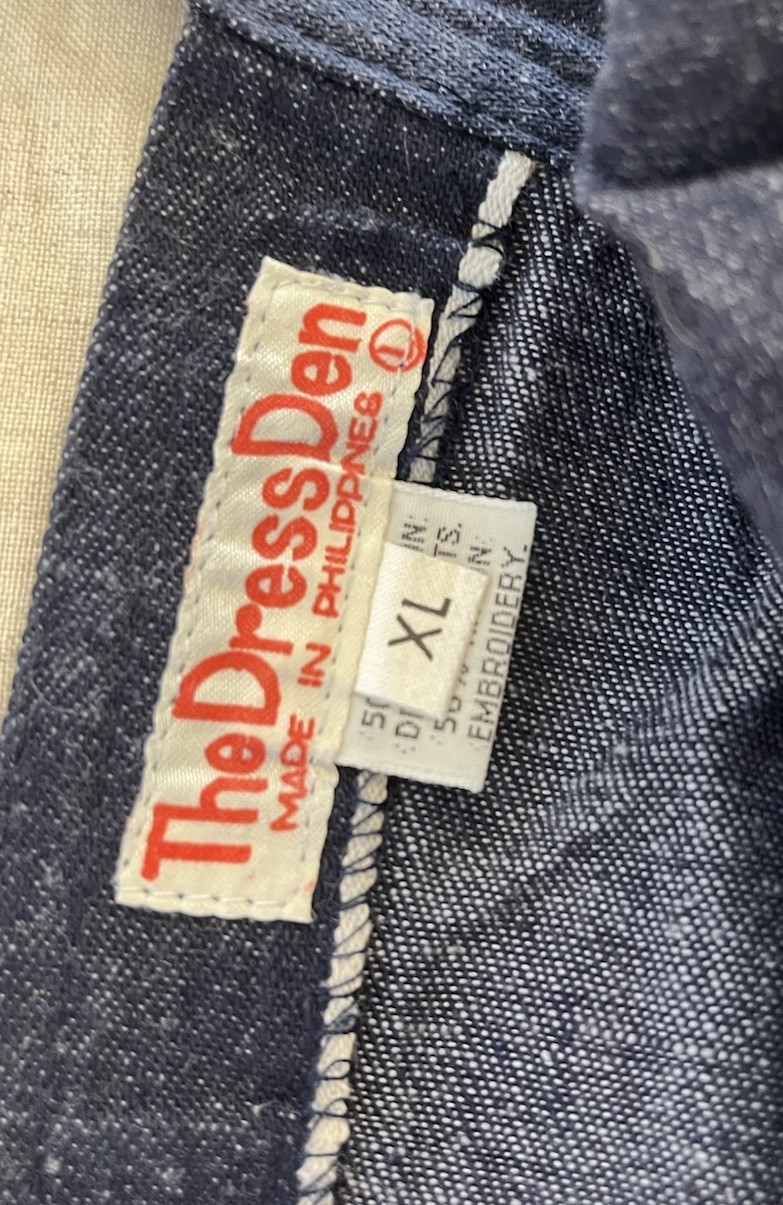 TheDressDen
MADE IN PHILIPPINES
XL
EMBROIDERY.